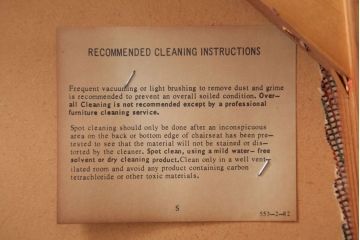 RECOMMENDED CLEANING INSTRUCTIONS
Frequent vacuuming or light brushing to remove dust and grime
is recommended to prevent an overall soiled condition. Over-
all Cleaning is not recommended except by a professional
furniture cleaning service.
Spot cleaning should only be done after an inconspicuous
area on the back or bottom edge of chairseat has been pre-
tested to see that the material will not be stained or dis-
torted by the cleaner. Spot clean, using a mild water-free
solvent or dry cleaning product. Clean only in a well vent-
ilated room and avoid any product containing carbon
tetrachloride or other toxic materials.
S
553-2-82